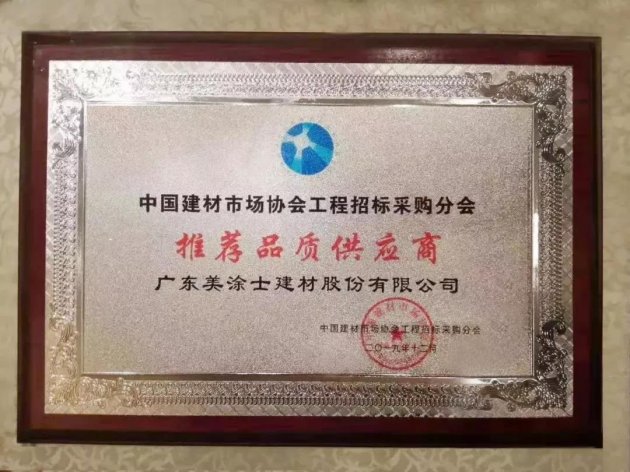 中国建材市场协会工程招标采购分会
推荐品质供应商
广东美涂士建材股份有限公司
中国建材市场协会工程招标采购分会
二〇一九年十二月